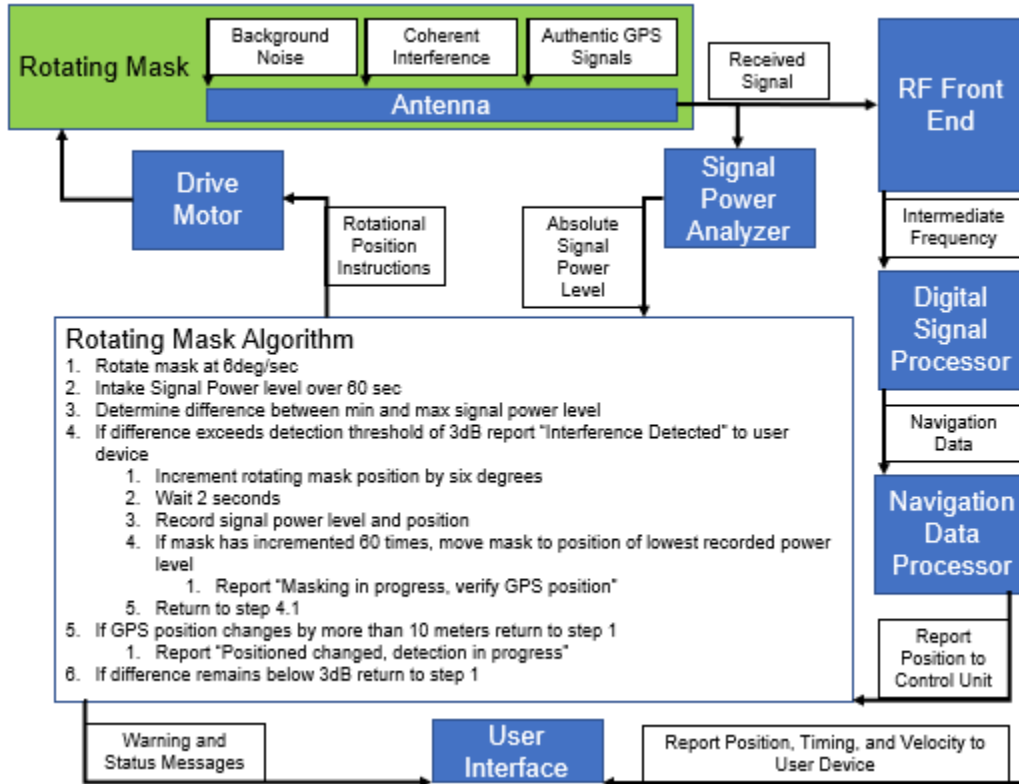 Rotating Mask
Background
Noise
Coherent
Interference
Authentic GPS
Signals
Antenna
Received
Signal
RF Front
End
Drive
Motor
Signal
Power
Analyzer
Rotational
Position
Instructions
Absolute
Signal
Power
Level
Intermediate
Frequency
Digital
Signal
Processor
Navigation
Data
Navigation
Data
Processor
Rotating Mask Algorithm
1. Rotate mask at 6deg/sec
2. Intake Signal Power level over 60 sec
3. Determine difference between min and max signal power level
4. If difference exceeds detection threshold of 3dB report “Interference Detected” to user
device
1. Increment rotating mask position by six degrees
2. Wait 2 seconds
3. Record signal power level and position
4. If mask has incremented 60 times, move mask to position of lowest recorded power
level
1. Report “Masking in progress, verify GPS position”
5. Return to step 4.1
5. If GPS position changes by more than 10 meters return to step 1
1. Report “Positioned changed, detection in progress”
6. If difference remains below 3dB return to step 1
Report
Position to
Control Unit
Warning and
Status Messages
User
Interface
Report Position, Timing, and Velocity to
User Device